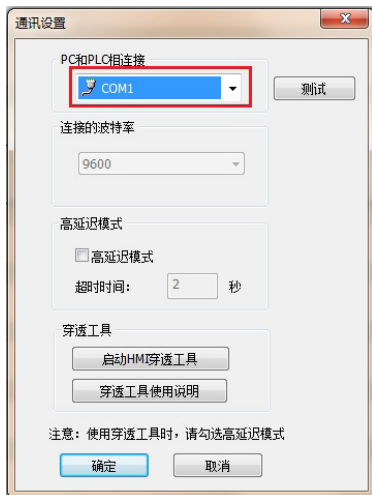 通讯设置
PC和PLC相连接
COM1
测试
连接的波特率
9600
高延迟模式
高延迟模式
超时时间： 2 秒
穿透工具
启动HMI穿透工具
穿透工具使用说明
注意：使用穿透工具时，请勾选高延迟模式
确定 取消